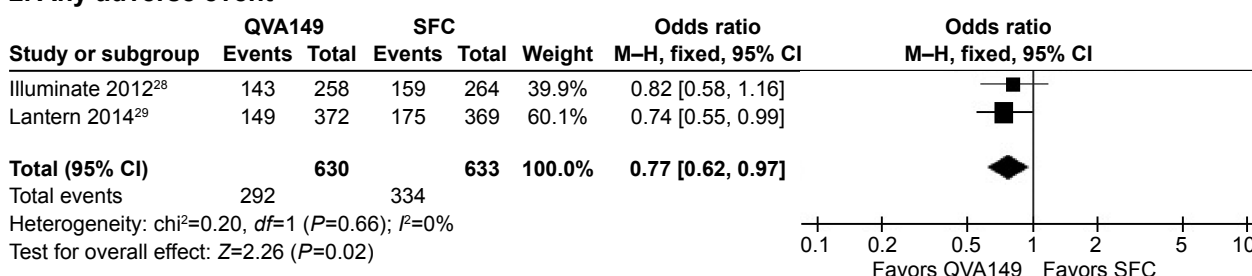 2. Any adverse event
QVA149 SFC Odds ratio Odds ratio
Study or subgroup Events Total Events Total Weight M–H, fixed, 95% CI M–H, fixed, 95% CI
Illuminate 2012²⁸ 143 258 159 264 39.9% 0.82 [0.58, 1.16]
Lantern 2014²⁹ 149 372 175 369 60.1% 0.74 [0.55, 0.99]
Total (95% CI) 630 633 100.0% 0.77 [0.62, 0.97]
Total events 292 334
Heterogeneity: chi²=0.20, df=1 (P=0.66); I²=0%
Test for overall effect: Z=2.26 (P=0.02)
0.1 0.2 0.5 1 2 5 10
Favors QVA149 Favors SFC